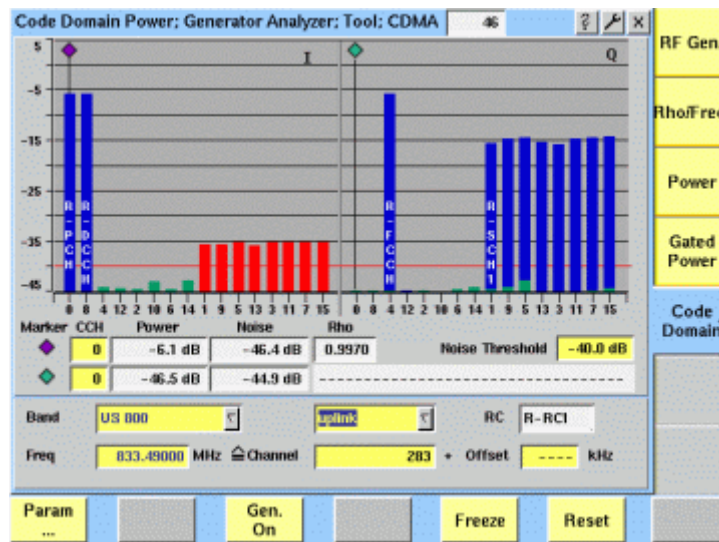 Code Domain Power; Generator Analyzer; Tool; CDMA 46 ? ×
5
-5
-15
-25
-35
-45
I
Q
R-PCH
R-DCCH
R-FCCH
R-SCH1
0 8 4 12 2 10 6 14 1 9 5 13 3 11 7 15
0 8 4 12 2 10 6 14 1 9 5 13 3 11 7 15
Marker CCH Power Noise Rho
0 -6.1 dB -46.4 dB 0.9970 Noise Threshold -40.0 dB
0 -46.5 dB -44.9 dB ------------------------
Band US 800 uplink RC R-RC1
Freq 833.49000 MHz ≙Channel 283 + Offset ---- kHz
RF Gen
Rho/Freq
Power
Gated
Power
Code
Domain
Param
...
Gen.
On
Freeze
Reset